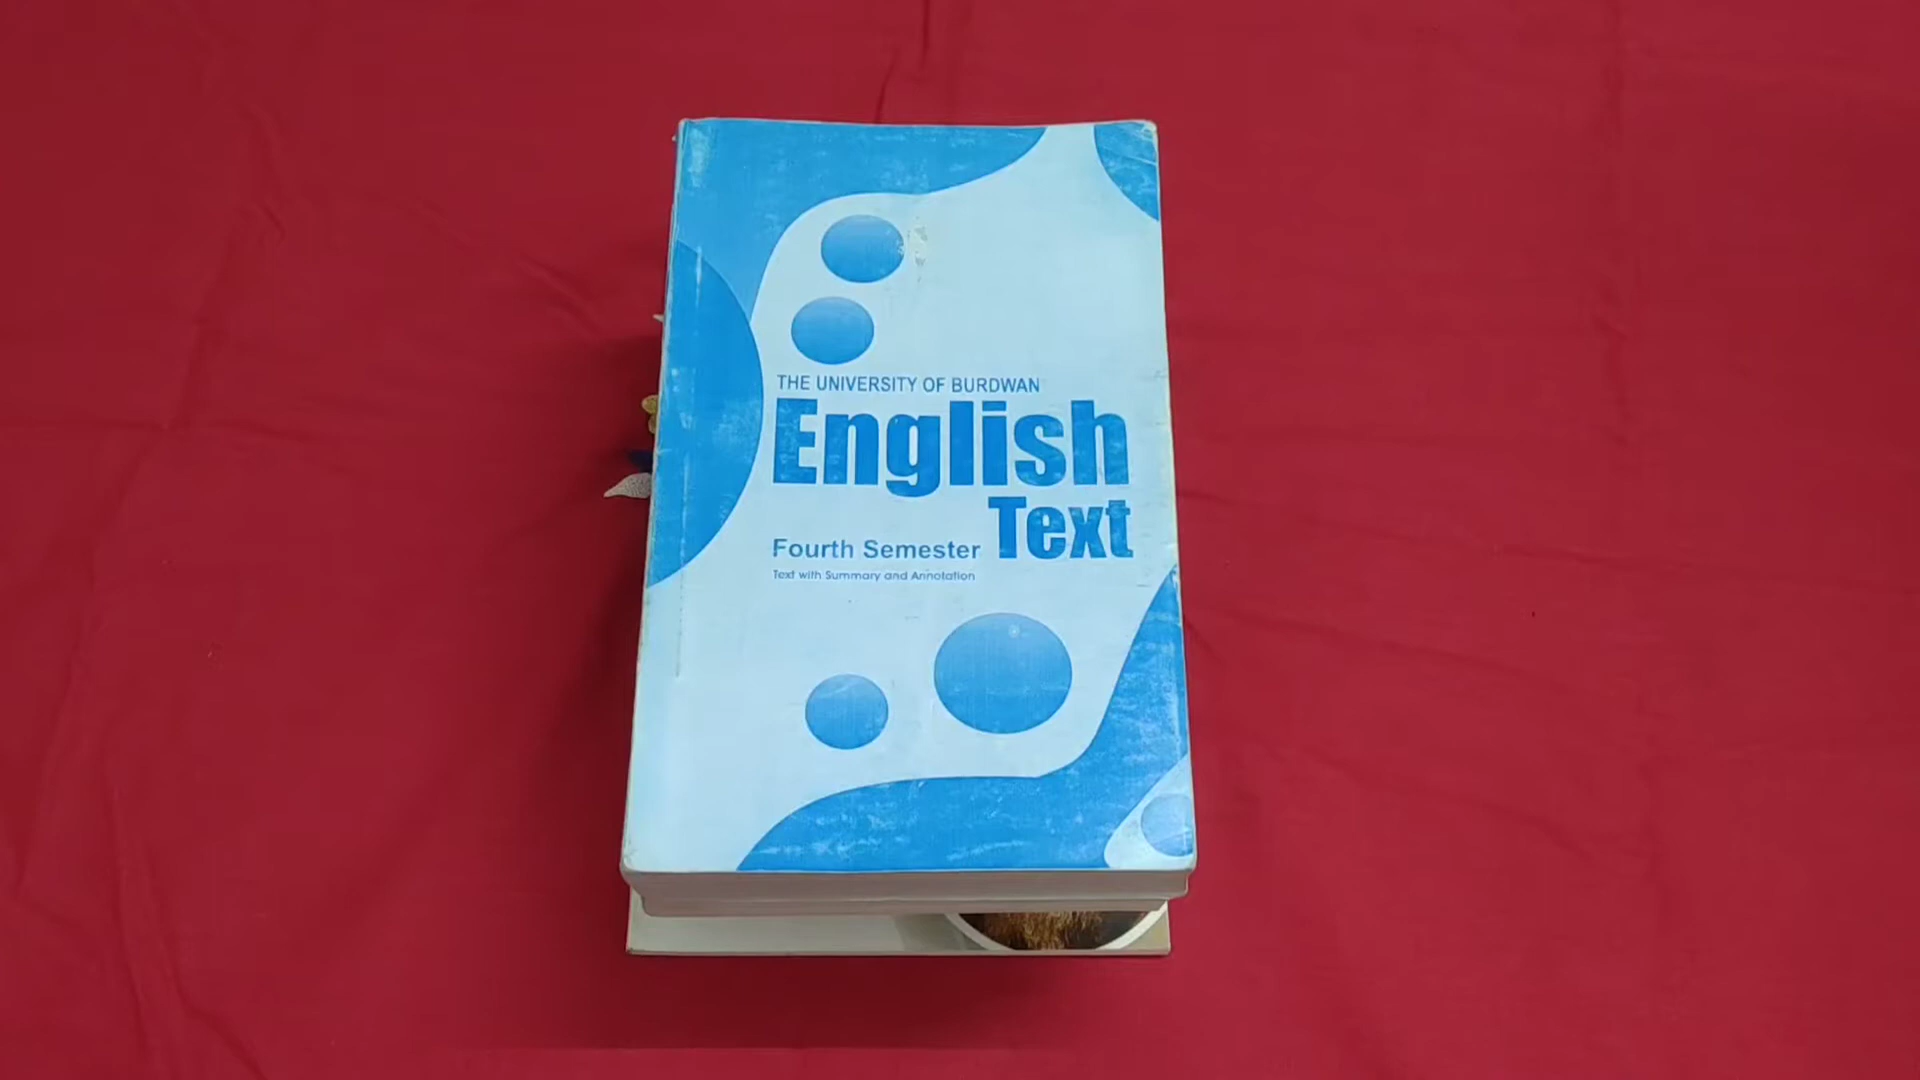 THE UNIVERSITY OF BURDWAN
English
Text
Fourth Semester
Text with Summary and Annotation